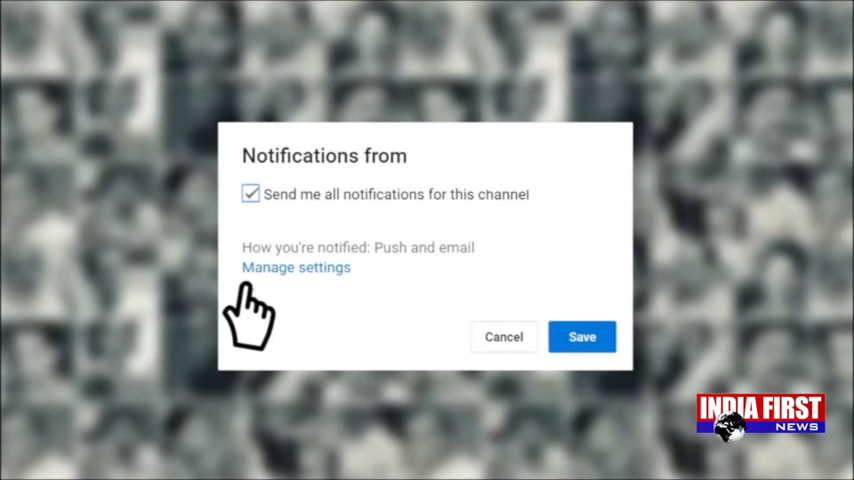 Notifications from
Send me all notifications for this channel
How you're notified: Push and email
Manage settings
Cancel
Save
INDIA FIRST
NEWS